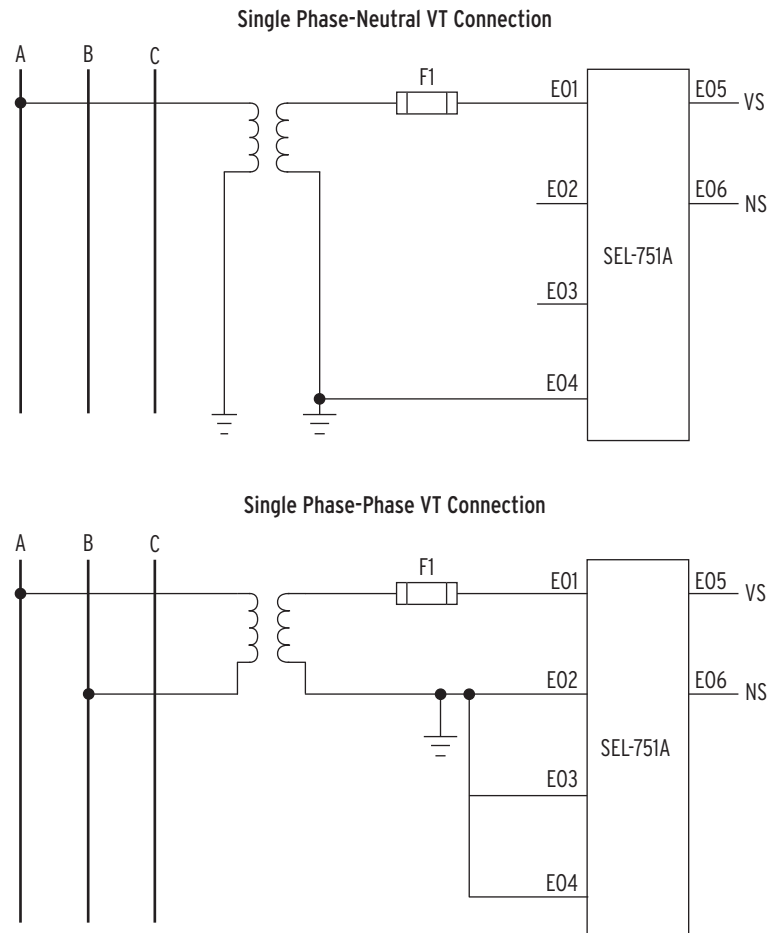 Single Phase-Neutral VT Connection
A B C
F1
E01
E05
VS
E02
E06
NS
SEL-751A
E03
E04
Single Phase-Phase VT Connection
A B C
F1
E01
E05
VS
E02
E06
NS
SEL-751A
E03
E04